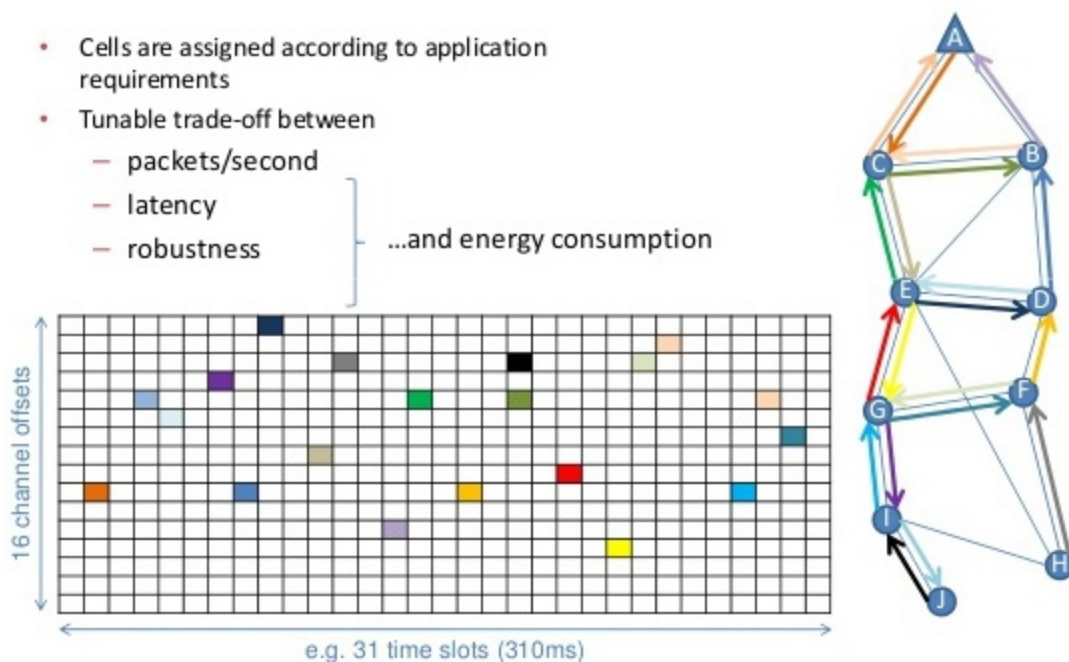 • Cells are assigned according to application
requirements
• Tunable trade-off between
– packets/second
– latency
– robustness
...and energy consumption
16 channel offsets
e.g. 31 time slots (310ms)
A
C
B
E
D
G
F
I
H
J